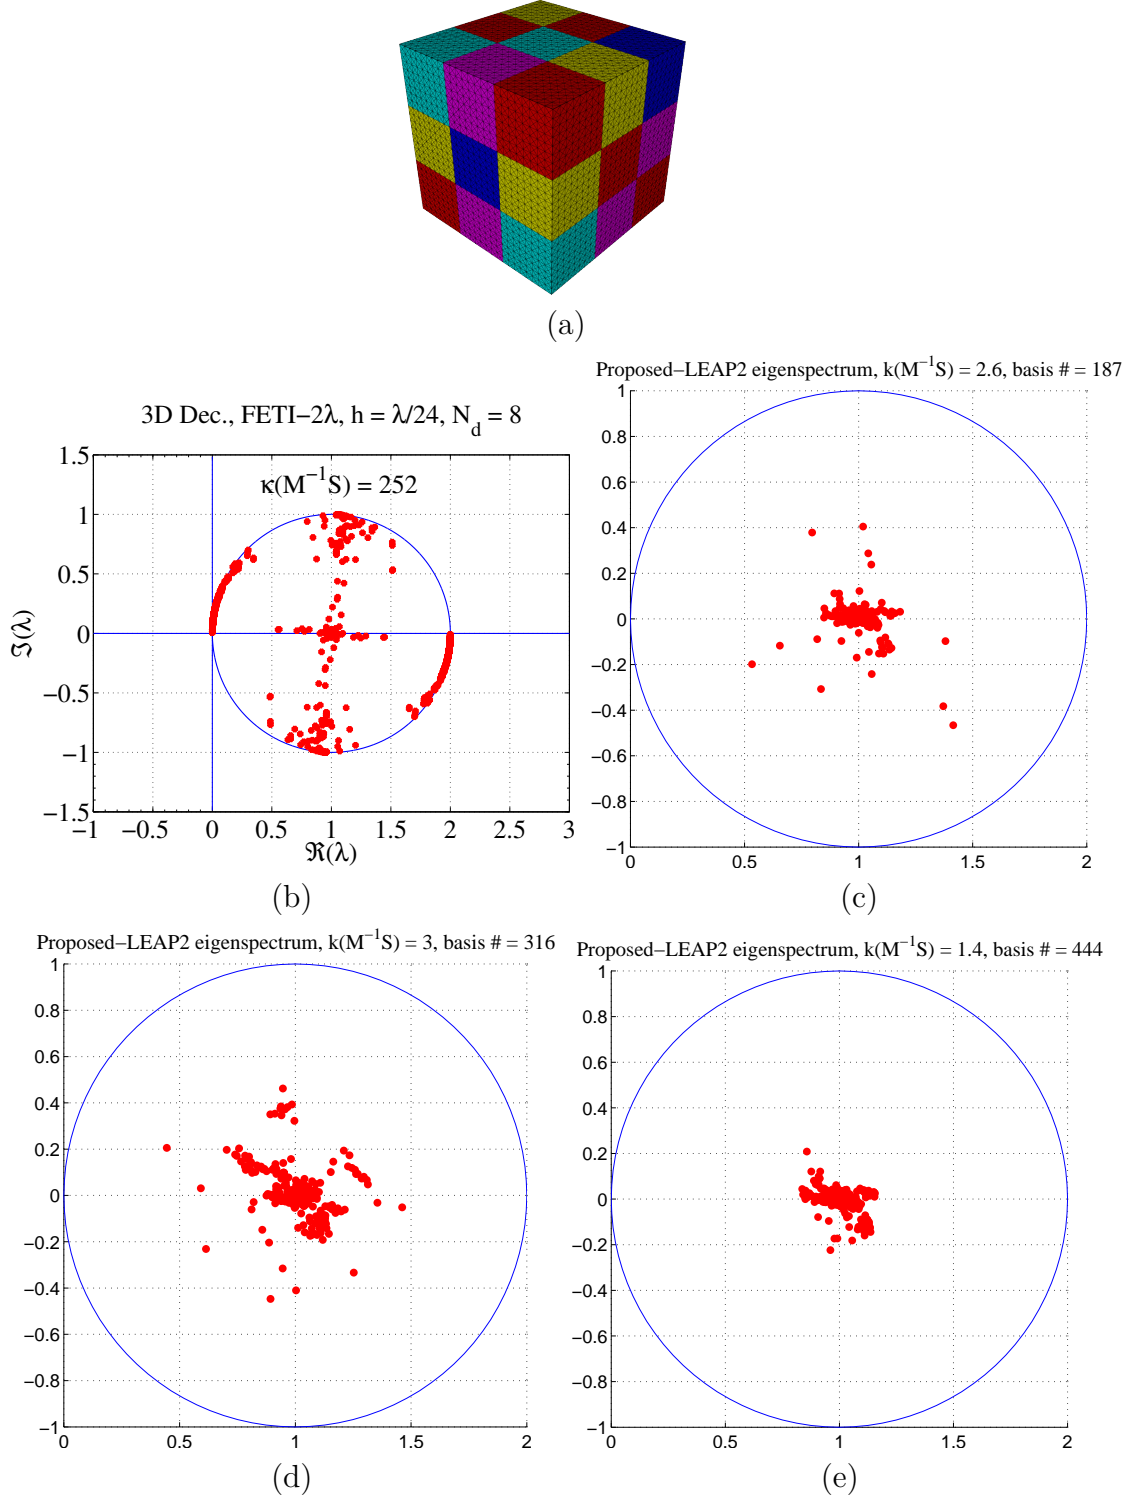 (a)
3D Dec., FETI−2λ, h = λ/24, N_d = 8
κ(M^−1S) = 252
1.5
1
0.5
0
−0.5
−1
−1.5
ℑ(λ)
−1 −0.5 0 0.5 1 1.5 2 2.5 3
ℜ(λ)
(b)
Proposed−LEAP2 eigenspectrum, k(M^−1S) = 2.6, basis # = 187
1
0.8
0.6
0.4
0.2
0
−0.2
−0.4
−0.6
−0.8
−1
0 0.5 1 1.5 2
(c)
Proposed−LEAP2 eigenspectrum, k(M^−1S) = 3, basis # = 316
1
0.8
0.6
0.4
0.2
0
−0.2
−0.4
−0.6
−0.8
−1
0 0.5 1 1.5 2
(d)
Proposed−LEAP2 eigenspectrum, k(M^−1S) = 1.4, basis # = 444
1
0.8
0.6
0.4
0.2
0
−0.2
−0.4
−0.6
−0.8
−1
0 0.5 1 1.5 2
(e)